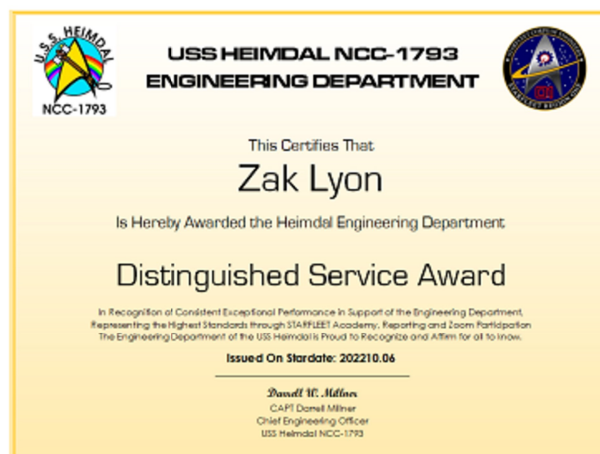 U.S.S. HEIMDAL
NCC-1793
USS HEIMDAL NCC-1793
ENGINEERING DEPARTMENT
STARFLEET REGION ONE
This Certifies That
Zak Lyon
Is Hereby Awarded the Heimdal Engineering Department
Distinguished Service Award
In Recognition of Consistent Exceptional Performance in Support of the Engineering Department,
Representing the Highest Standards through STARFLEET Academy, Reporting and Zoom Participation
The Engineering Department of the USS Heimdal is Proud to Recognize and Affirm for all to know.
Issued On Stardate: 202210.06
Darrell W. Millner
CAPT Darrell Millner
Chief Engineering Officer
USS Heimdal NCC-1793